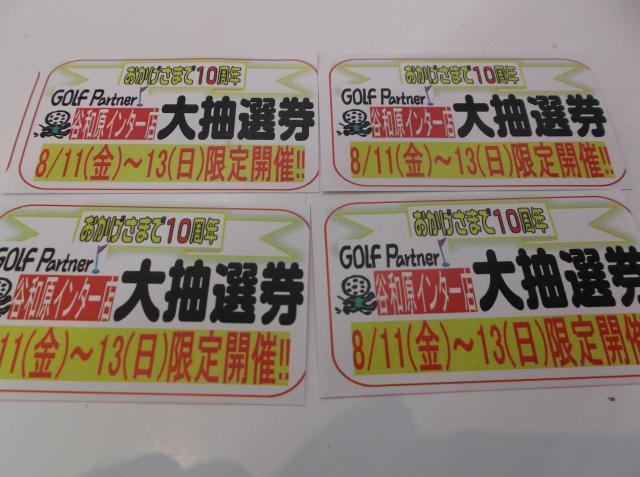 おかげさまで10周年
GOLF Partner
谷和原インター店 大抽選券
8/11(金)～13(日)限定開催!!
おかげさまで10周年
GOLF Partner
谷和原インター店 大抽選券
8/11(金)～13(日)限定開催!!
おかげさまで10周年
GOLF Partner
谷和原インター店 大抽選券
11(金)～13(日)限定開催!!
おかげさまで10周年
GOLF Partner
谷和原インター店 大抽選券
8/11(金)～13(日)限定開催!